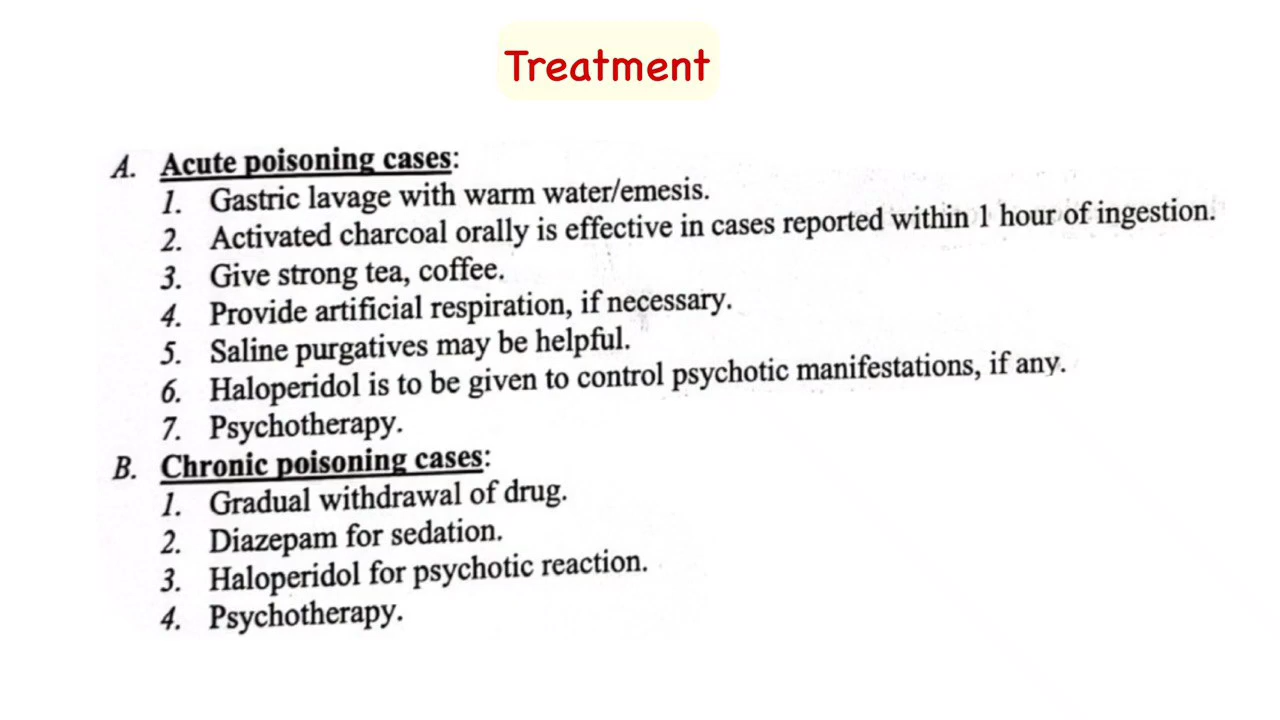 Treatment
A. Acute poisoning cases:
1. Gastric lavage with warm water/emesis.
2. Activated charcoal orally is effective in cases reported within 1 hour of ingestion.
3. Give strong tea, coffee.
4. Provide artificial respiration, if necessary.
5. Saline purgatives may be helpful.
6. Haloperidol is to be given to control psychotic manifestations, if any.
7. Psychotherapy.
B. Chronic poisoning cases:
1. Gradual withdrawal of drug.
2. Diazepam for sedation.
3. Haloperidol for psychotic reaction.
4. Psychotherapy.